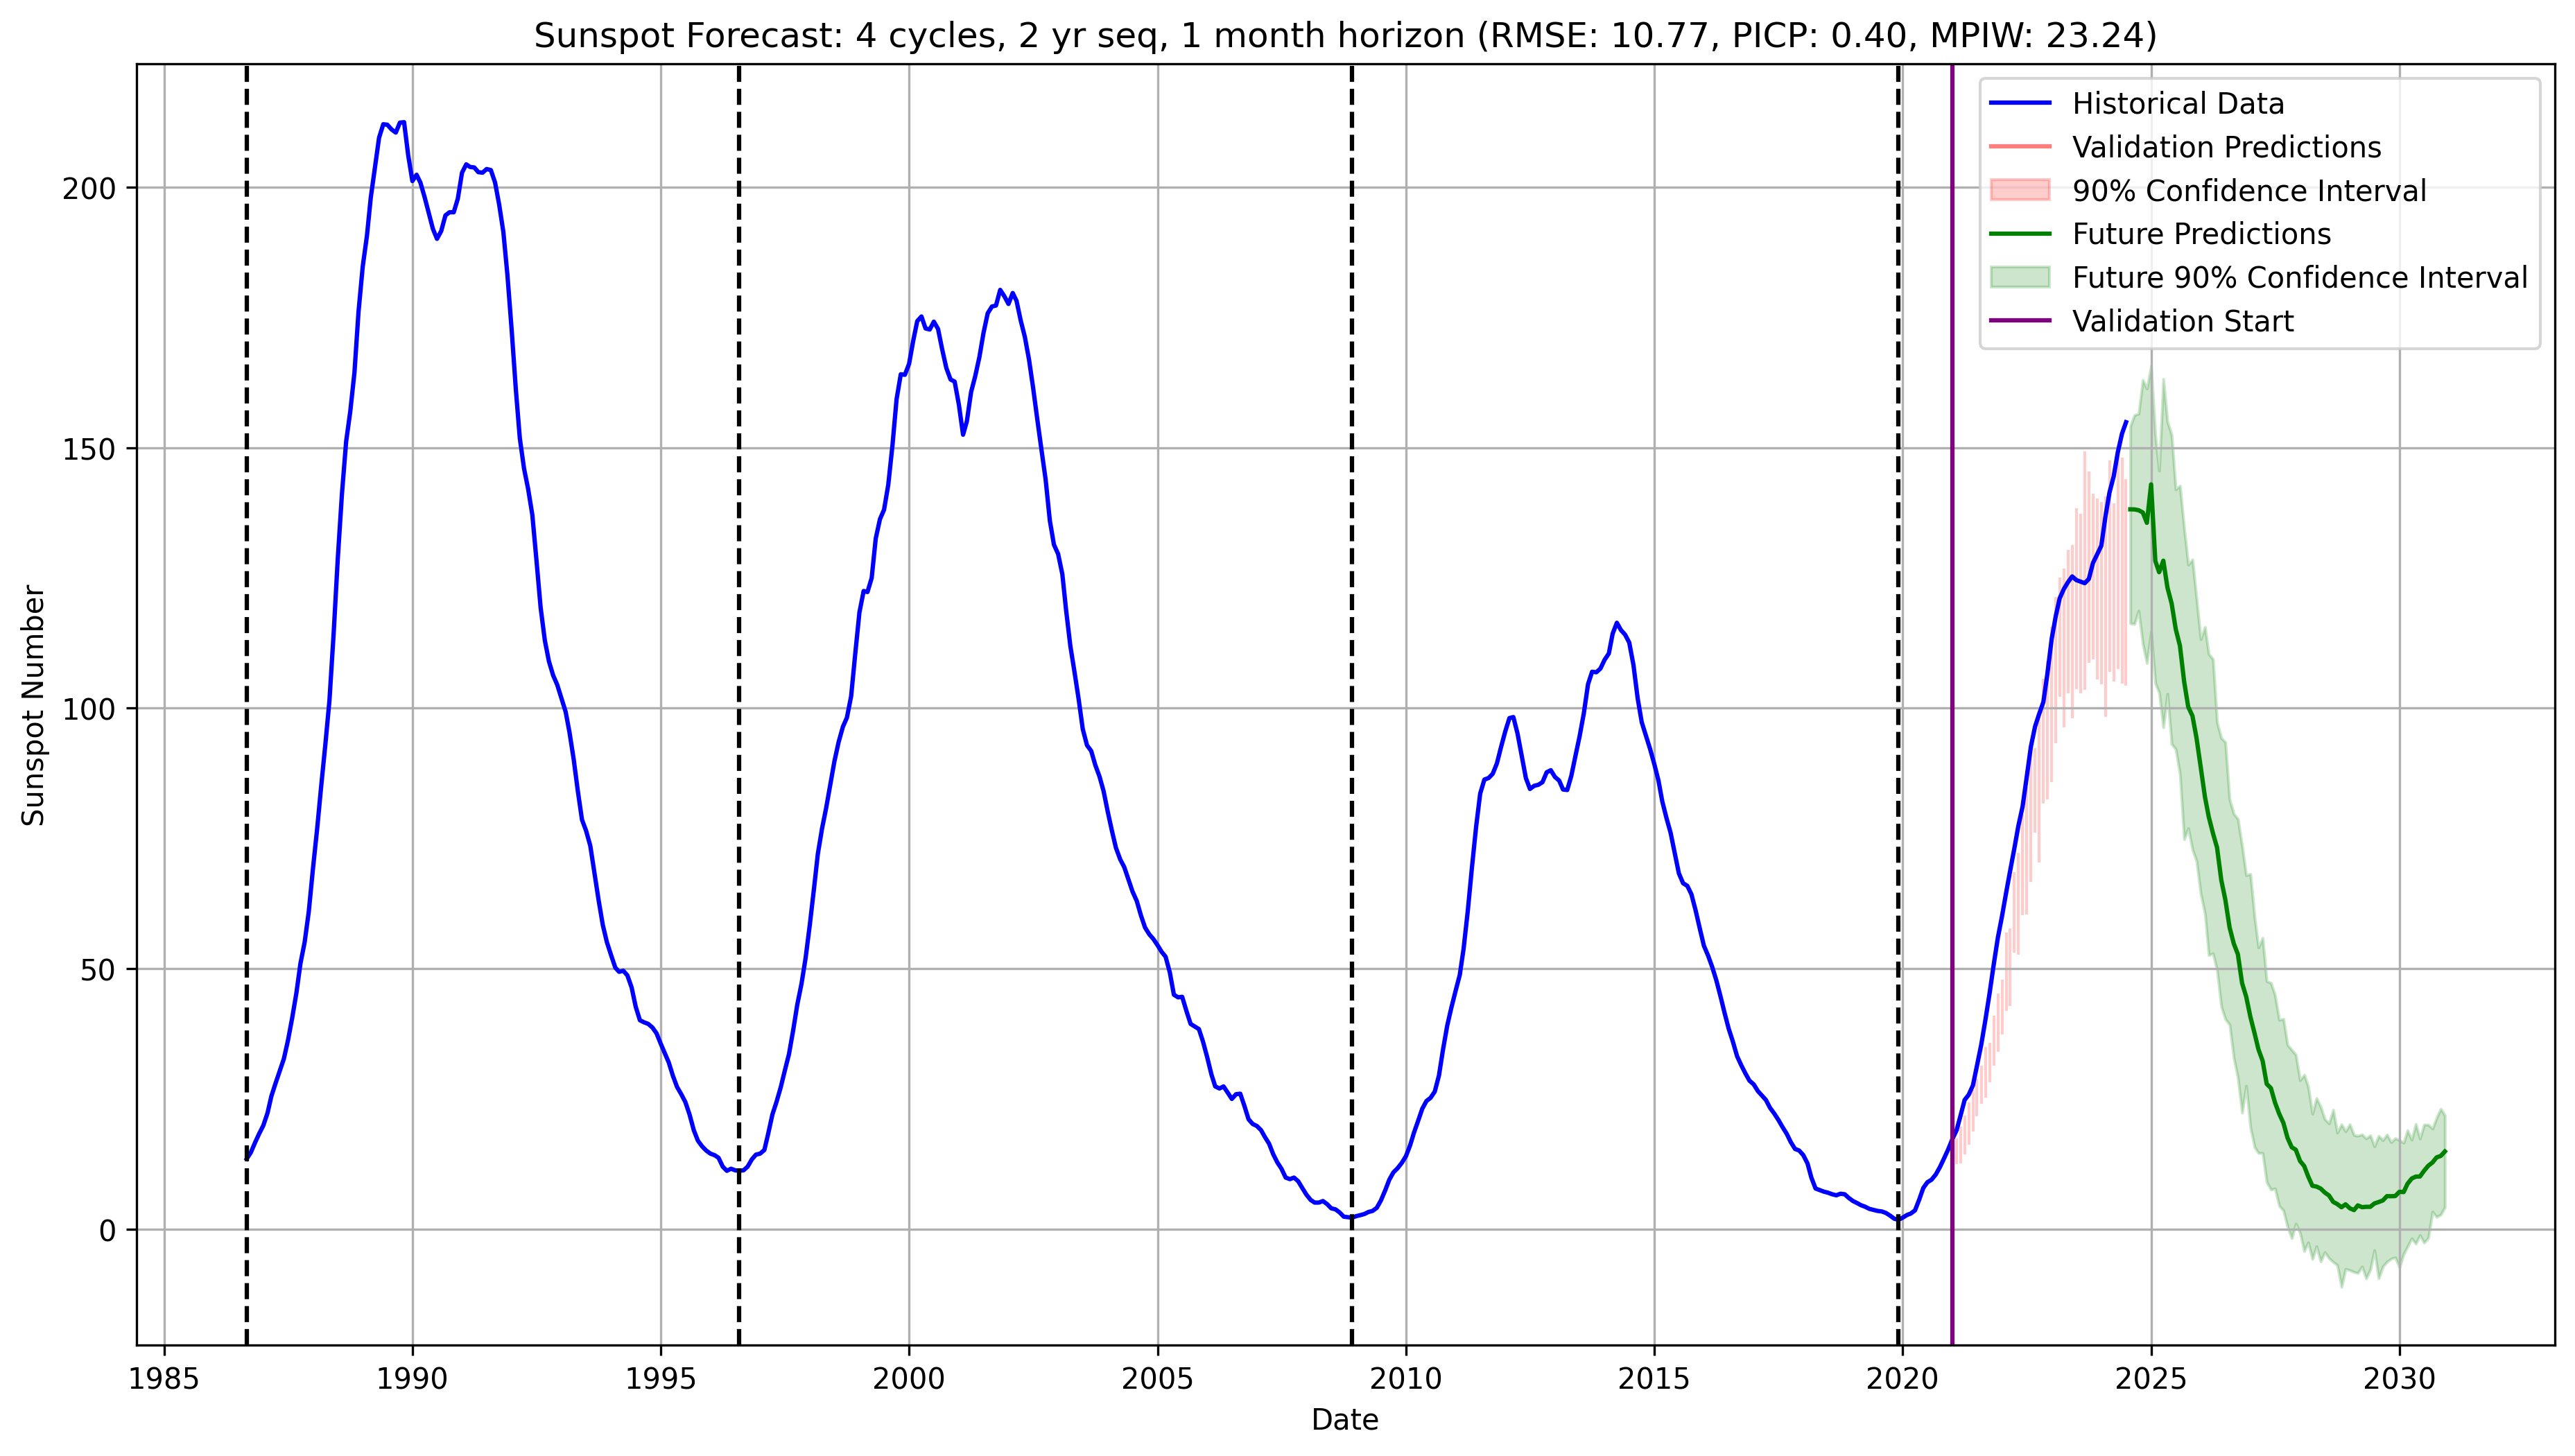 Sunspot Forecast: 4 cycles, 2 yr seq, 1 month horizon (RMSE: 10.77, PICP: 0.40, MPIW: 23.24)
Historical Data
Validation Predictions
90% Confidence Interval
Future Predictions
Future 90% Confidence Interval
Validation Start
Sunspot Number
200
150
100
50
0
1985 1990 1995 2000 2005 2010 2015 2020 2025 2030
Date